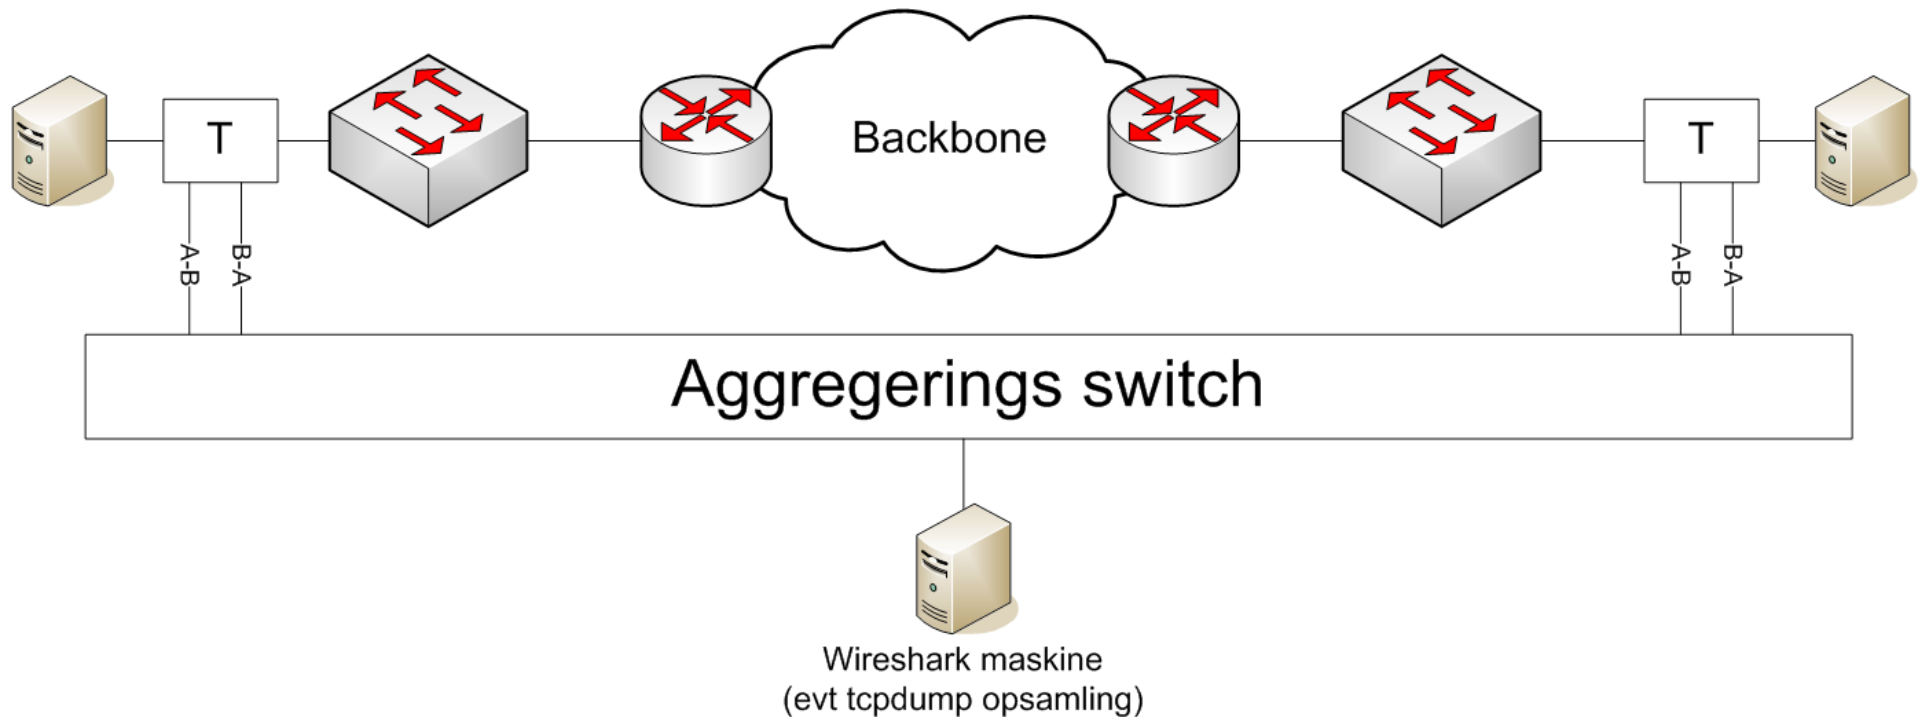 T
Backbone
T
A-B
B-A
A-B
B-A
Aggregerings switch
Wireshark maskine
(evt tcpdump opsamling)